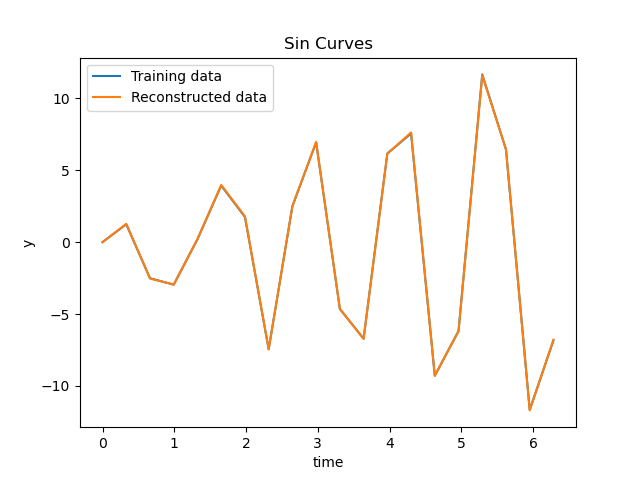 Sin Curves
Training data
Reconstructed data
10
5
0
−5
−10
y
0 1 2 3 4 5 6
time